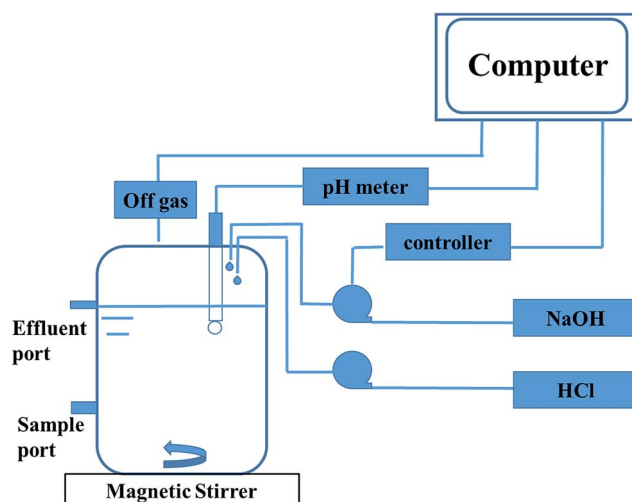 Computer
Off gas
pH meter
controller
Effluent
port
NaOH
HCl
Sample
port
Magnetic Stirrer